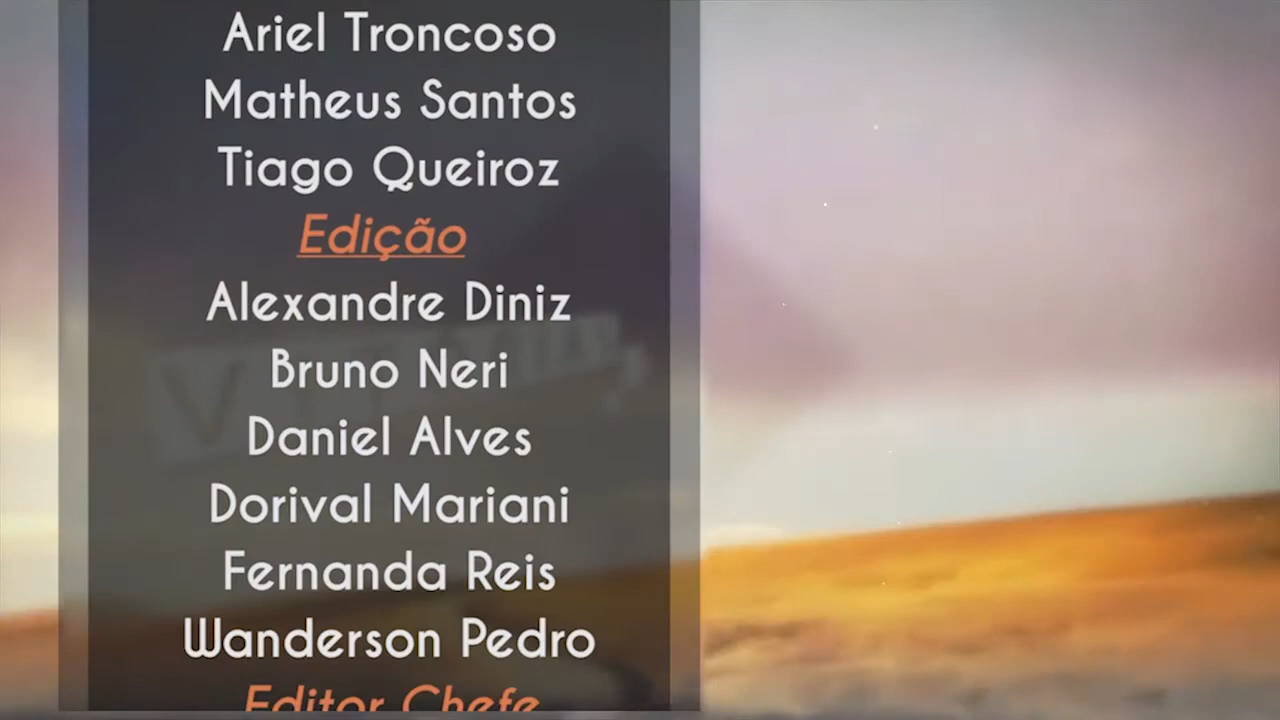 Ariel Troncoso
Matheus Santos
Tiago Queiroz
Edição
Alexandre Diniz
Bruno Neri
Daniel Alves
Dorival Mariani
Fernanda Reis
Wanderson Pedro
Editor Chefe